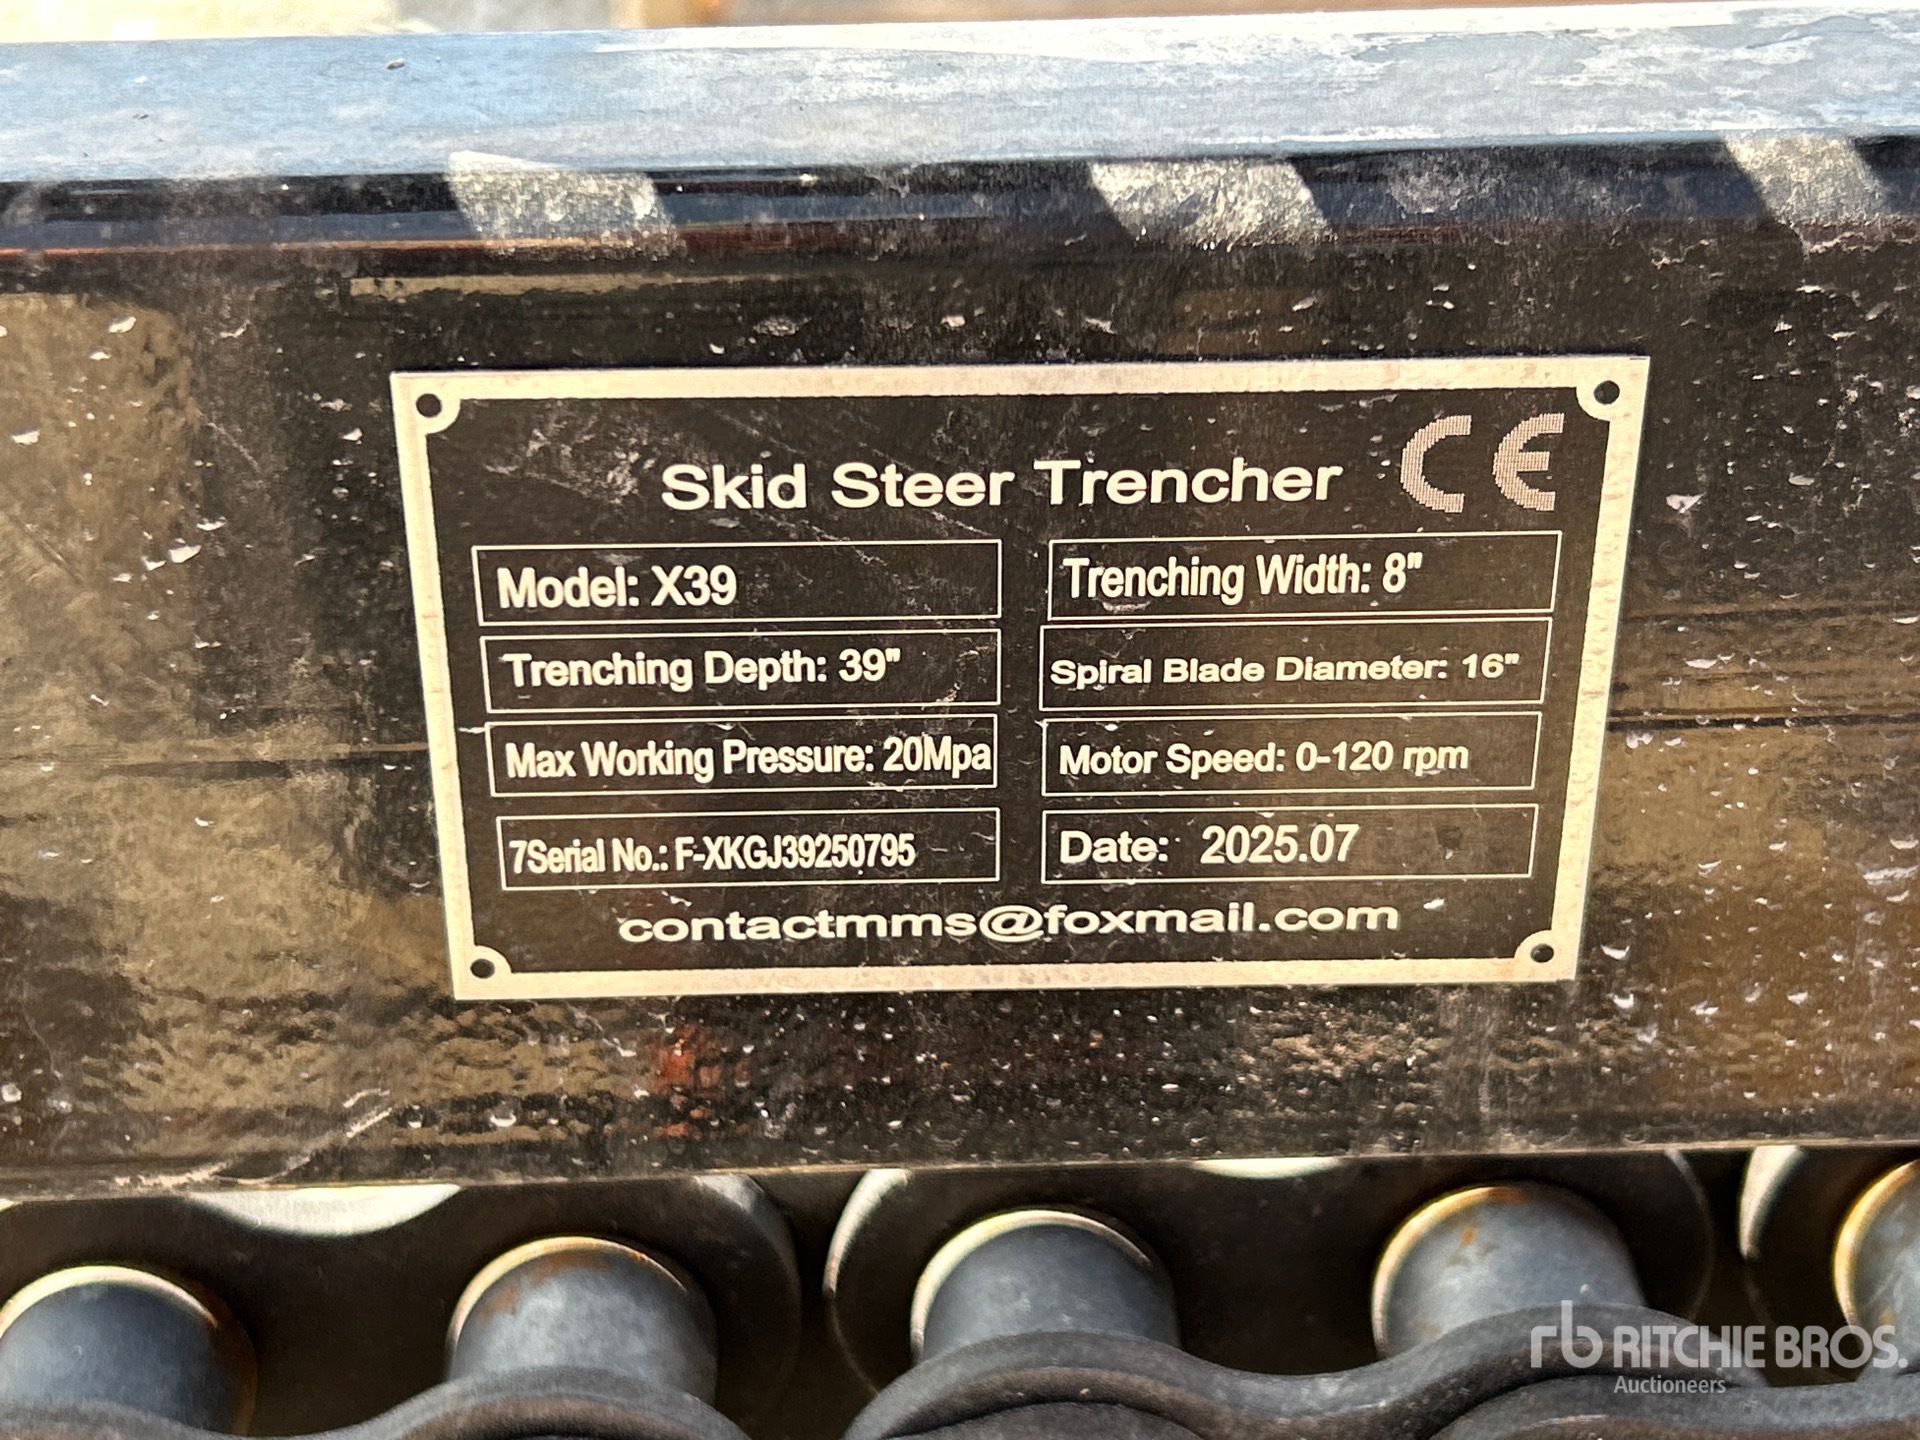 Skid Steer Trencher CE
Model: X39
Trenching Width: 8"
Trenching Depth: 39"
Spiral Blade Diameter: 16"
Max Working Pressure: 20Mpa
Motor Speed: 0-120 rpm
7Serial No.: F-XKGJ39250795
Date: 2025.07
contactmms@foxmail.com
rb RITCHIE BROS.
Auctioneers